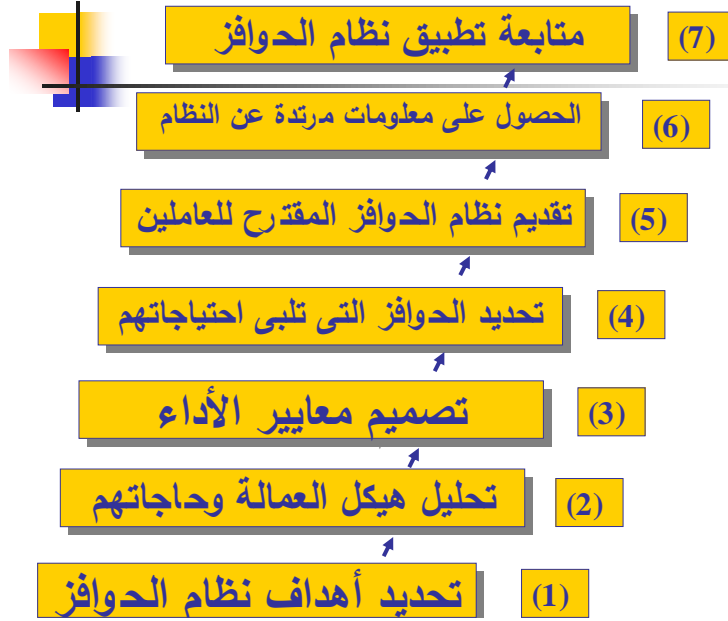 متابعة تطبيق نظام الحوافز (7)
الحصول على معلومات مرتدة عن النظام (6)
تقديم نظام الحوافز المقترح للعاملين (5)
تحديد الحوافز التى تلبى احتياجاتهم (4)
تصميم معايير الأداء (3)
تحليل هيكل العمالة وحاجاتهم (2)
تحديد أهداف نظام الحوافز (1)